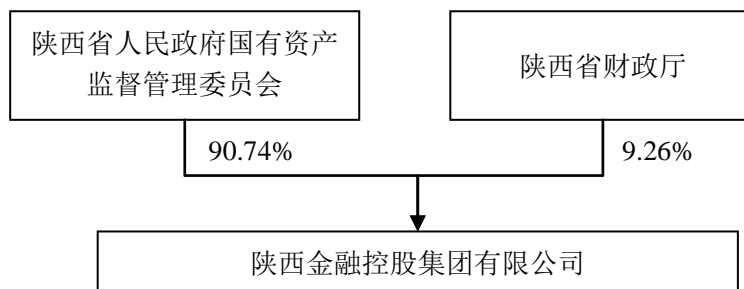 陕西省人民政府国有资产
监督管理委员会
陕西省财政厅
90.74%
9.26%
陕西金融控股集团有限公司